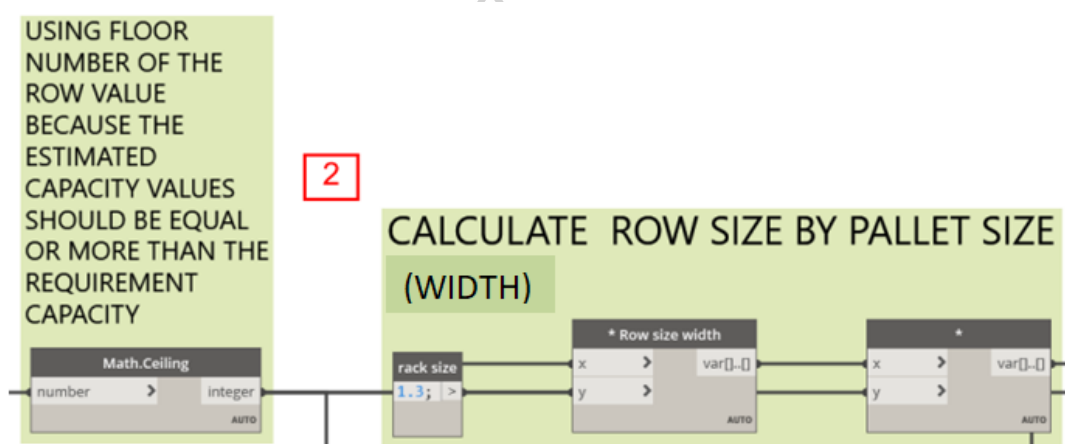 USING FLOOR
NUMBER OF THE
ROW VALUE
BECAUSE THE
ESTIMATED
CAPACITY VALUES
SHOULD BE EQUAL
OR MORE THAN THE
REQUIREMENT
CAPACITY
Math.Ceiling
number > integer
AUTO
2
CALCULATE ROW SIZE BY PALLET SIZE
(WIDTH)
rack size
1.3; >
* Row size width
x > var[]..[]
y >
AUTO
*
x > var[]..[]
y >
AUTO